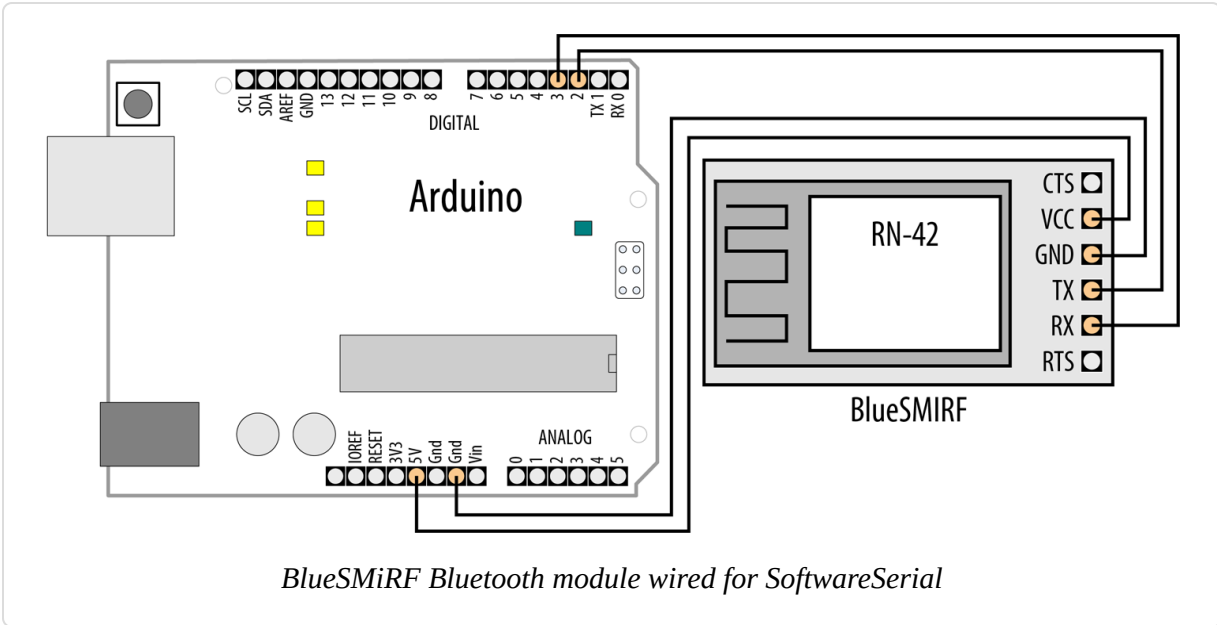 SCL
SDA
AREF
GND
13
12
11
10
9
8
7
6
5
4
3
2
TX 1
RX 0
DIGITAL
Arduino
RN-42
CTS
VCC
GND
TX
RX
RTS
BlueSMIRF
IOREF
RESET
3V3
5V
Gnd
Gnd
Vin
ANALOG
0
1
2
3
4
5
BlueSMiRF Bluetooth module wired for SoftwareSerial